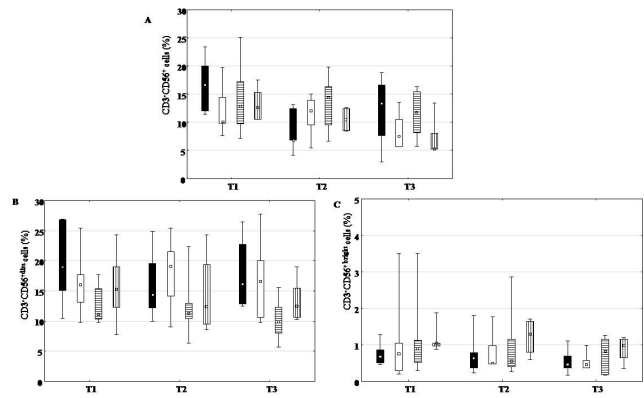 A
CD3⁺CD56⁺ cells (%)
30
25
20
15
10
5
0
T1 T2 T3
B
CD3⁻CD56⁺ᵈⁱᵐ cells (%)
30
25
20
15
10
5
0
T1 T2 T3
C
CD3⁻CD56⁺ ᵇʳⁱᵍʰᵗ cells (%)
5
4
3
2
1
0
T1 T2 T3